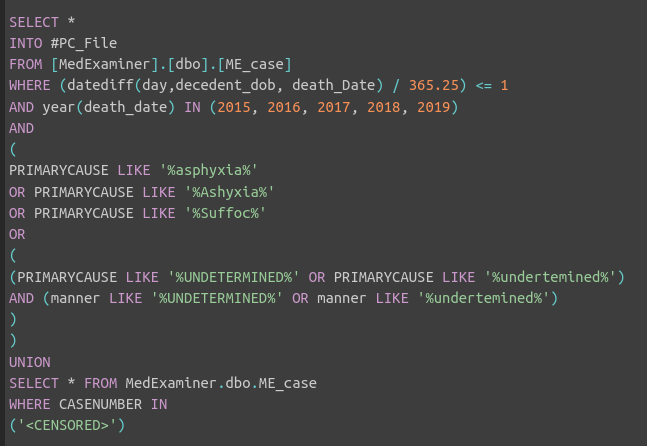 SELECT *
INTO #PC_File
FROM [MedExaminer].[dbo].[ME_case]
WHERE (datediff(day,decedent_dob, death_Date) / 365.25) <= 1
AND year(death_date) IN (2015, 2016, 2017, 2018, 2019)
AND
(
PRIMARYCAUSE LIKE '%asphyxia%'
OR PRIMARYCAUSE LIKE '%Ashyxia%'
OR PRIMARYCAUSE LIKE '%Suffoc%'
OR
(
(PRIMARYCAUSE LIKE '%UNDETERMINED%' OR PRIMARYCAUSE LIKE '%undertemined%')
AND (manner LIKE '%UNDETERMINED%' OR manner LIKE '%undertemined%')
)
)
UNION
SELECT * FROM MedExaminer.dbo.ME_case
WHERE CASENUMBER IN
('<CENSORED>')